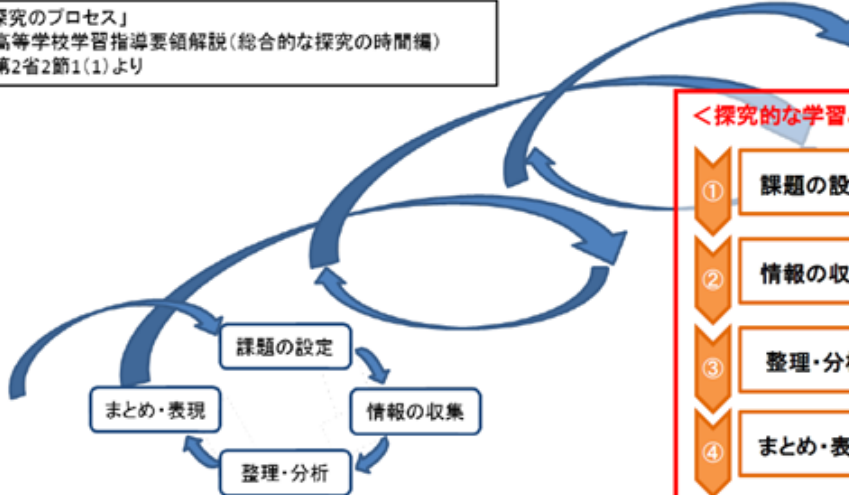 探究のプロセス」
高等学校学習指導要領解説（総合的な探究の時間編）
第2省2節1(1)より
＜探究的な学習
① 課題の設
② 情報の収
③ 整理・分
④ まとめ・表
課題の設定
まとめ・表現
情報の収集
整理・分析